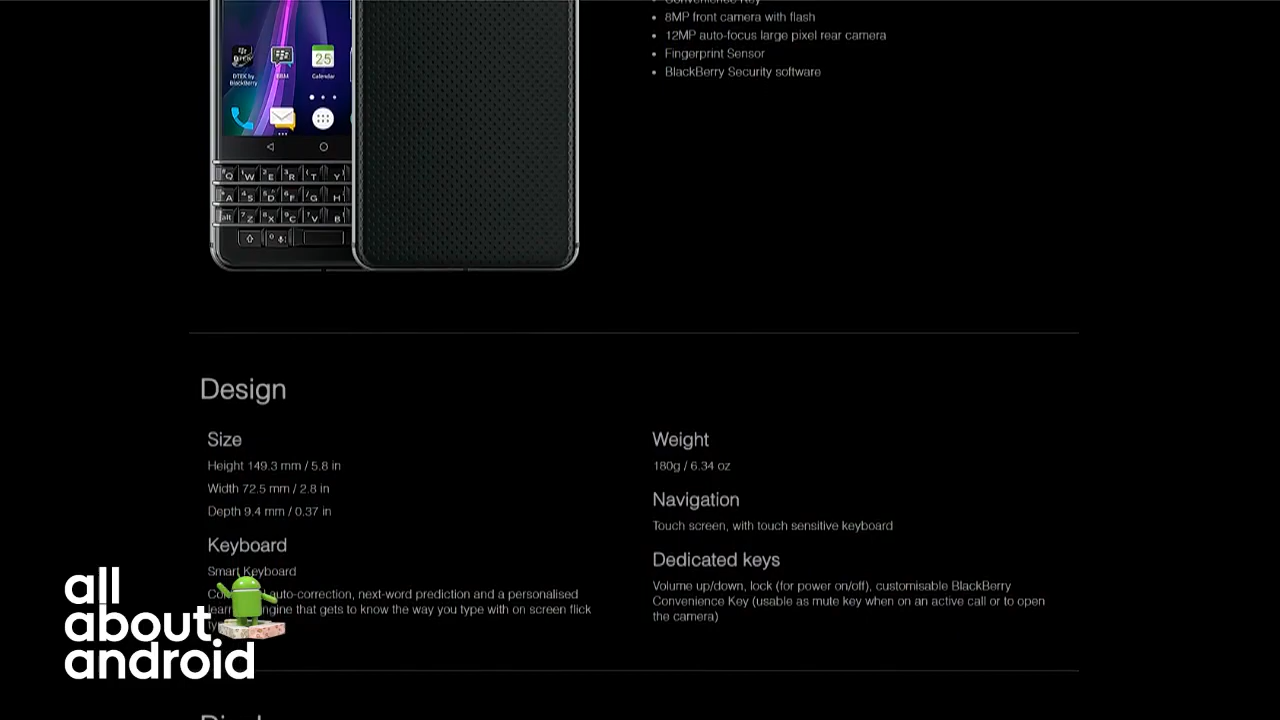 Convenience Key
8MP front camera with flash
12MP auto-focus large pixel rear camera
Fingerprint Sensor
BlackBerry Security software
DTEK by
BlackBerry
BBM
25
Calendar
Q W E R T Y
A S D F G H
alt Z X C V B
Design
Size
Height 149.3 mm / 5.8 in
Width 72.5 mm / 2.8 in
Depth 9.4 mm / 0.37 in
Keyboard
Smart Keyboard
auto-correction, next-word prediction and a personalised
engine that gets to know the way you type with on screen flick
Weight
180g / 6.34 oz
Navigation
Touch screen, with touch sensitive keyboard
Dedicated keys
Volume up/down, lock (for power on/off), customisable BlackBerry
Convenience Key (usable as mute key when on an active call or to open
the camera)
all
about
android